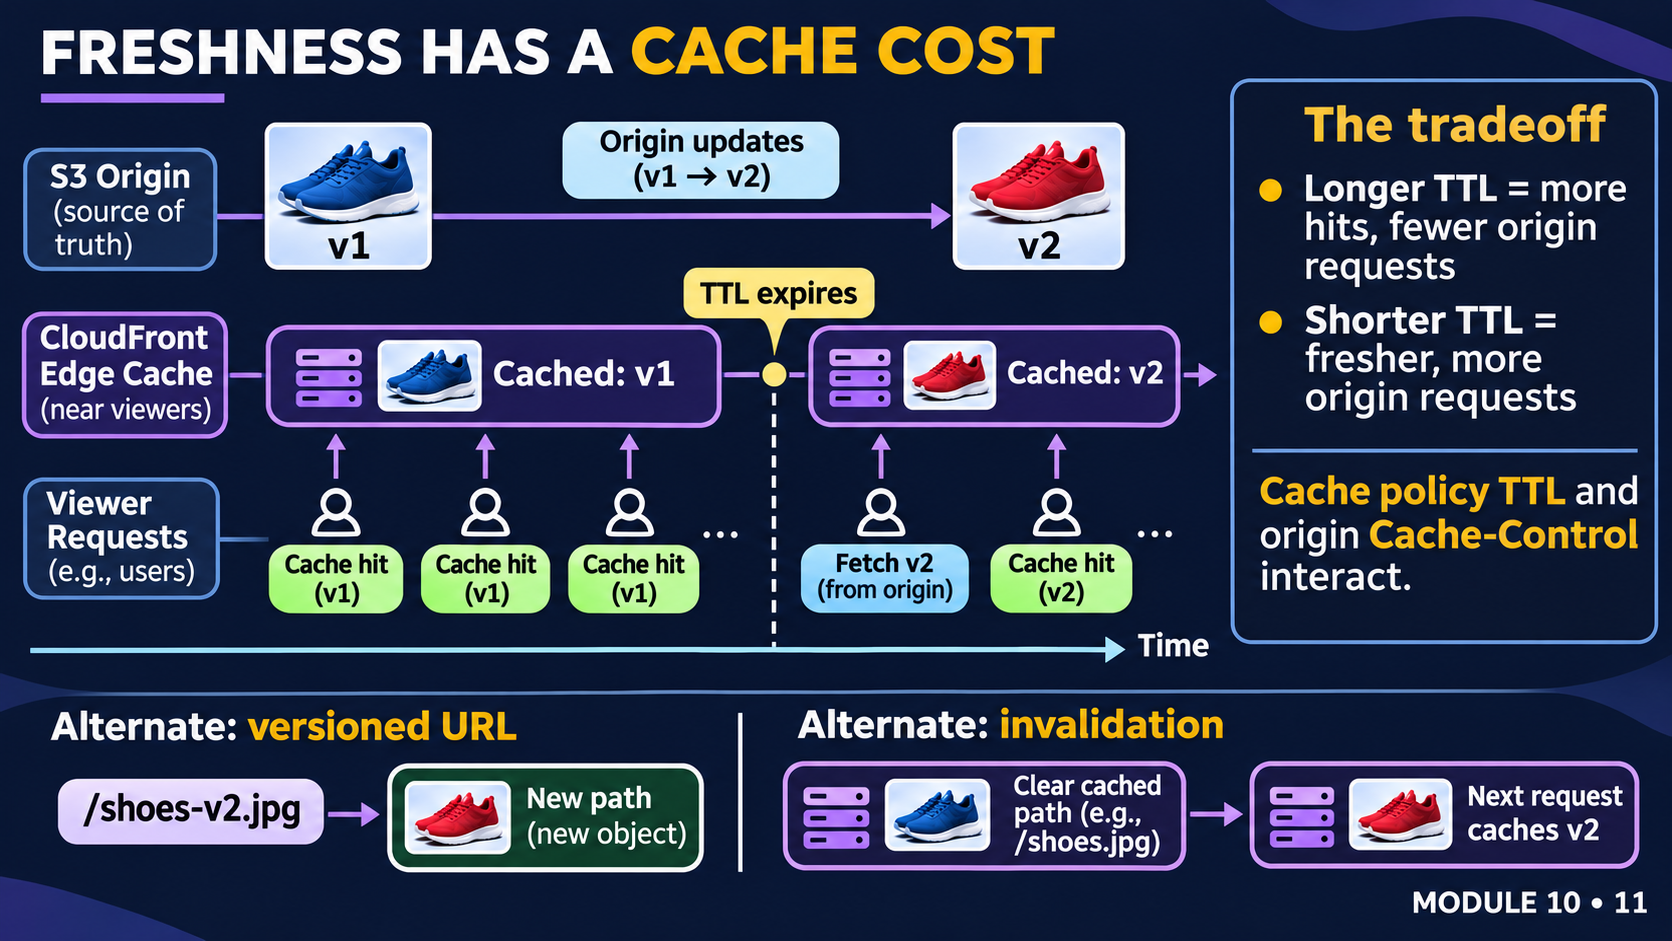 FRESHNESS HAS A CACHE COST
S3 Origin
(source of
truth)
v1
Origin updates
(v1 → v2)
v2
TTL expires
CloudFront
Edge Cache
(near viewers)
Cached: v1
Cached: v2
Viewer
Requests
(e.g., users)
Cache hit
(v1)
Cache hit
(v1)
Cache hit
(v1)
...
Fetch v2
(from origin)
Cache hit
(v2)
...
Time
The tradeoff
Longer TTL = more
hits, fewer origin
requests
Shorter TTL =
fresher, more
origin requests
Cache policy TTL and
origin Cache-Control
interact.
Alternate: versioned URL
/shoes-v2.jpg
New path
(new object)
Alternate: invalidation
Clear cached
path (e.g.,
/shoes.jpg)
Next request
caches v2
MODULE 10 • 11